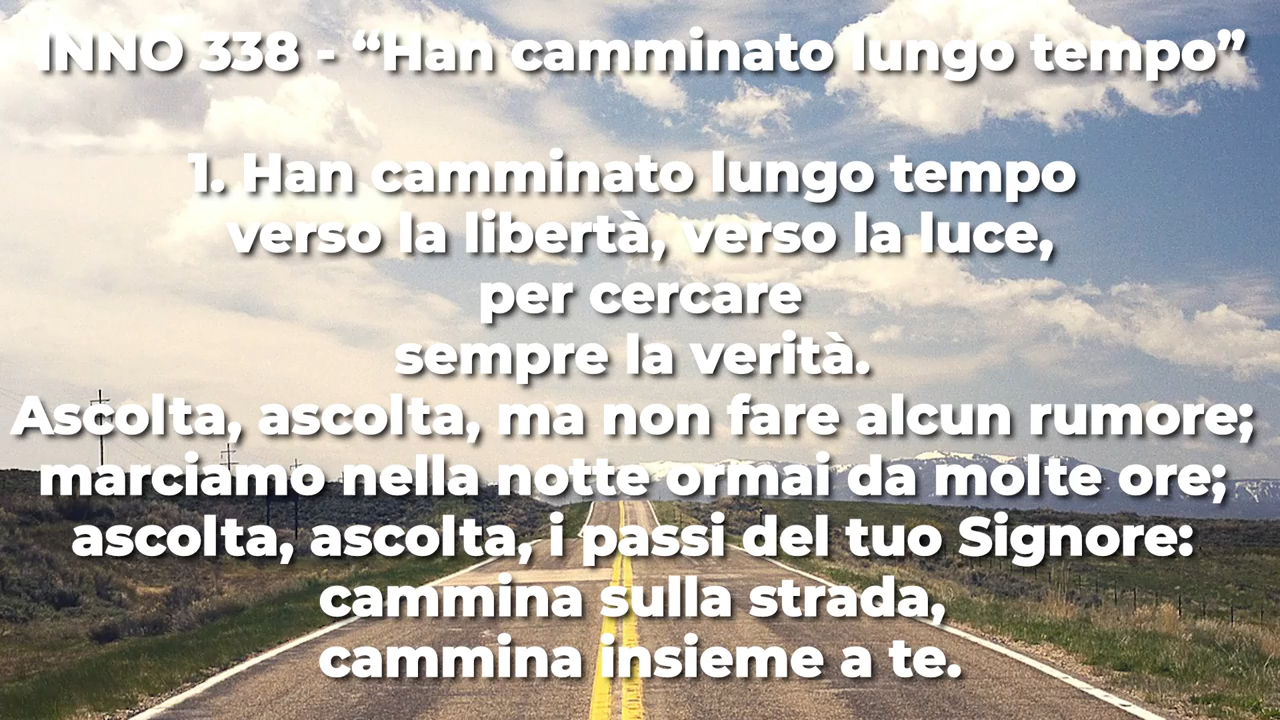 INNO 338 - “Han camminato lungo tempo”
1. Han camminato lungo tempo
verso la libertà, verso la luce,
per cercare
sempre la verità.
Ascolta, ascolta, ma non fare alcun rumore;
marciamo nella notte ormai da molte ore;
ascolta, ascolta, i passi del tuo Signore:
cammina sulla strada,
cammina insieme a te.